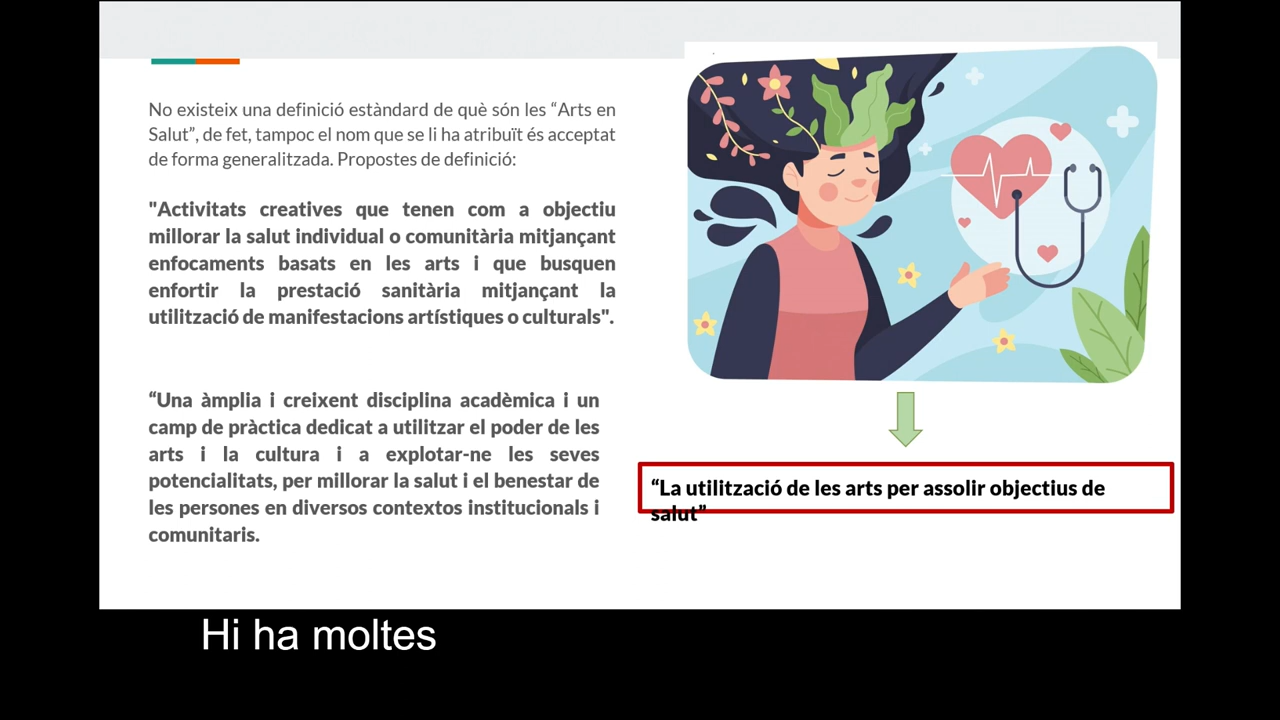 No existeix una definició estàndard de què són les “Arts en
Salut”, de fet, tampoc el nom que se li ha atribuït és acceptat
de forma generalitzada. Propostes de definició:
"Activitats creatives que tenen com a objectiu
millorar la salut individual o comunitària mitjançant
enfocaments basats en les arts i que busquen
enfortir la prestació sanitària mitjançant la
utilització de manifestacions artístiques o culturals".
“Una àmplia i creixent disciplina acadèmica i un
camp de pràctica dedicat a utilitzar el poder de les
arts i la cultura i a explotar-ne les seves
potencialitats, per millorar la salut i el benestar de
les persones en diversos contextos institucionals i
comunitaris.
“La utilització de les arts per assolir objectius de
salut”
Hi ha moltes